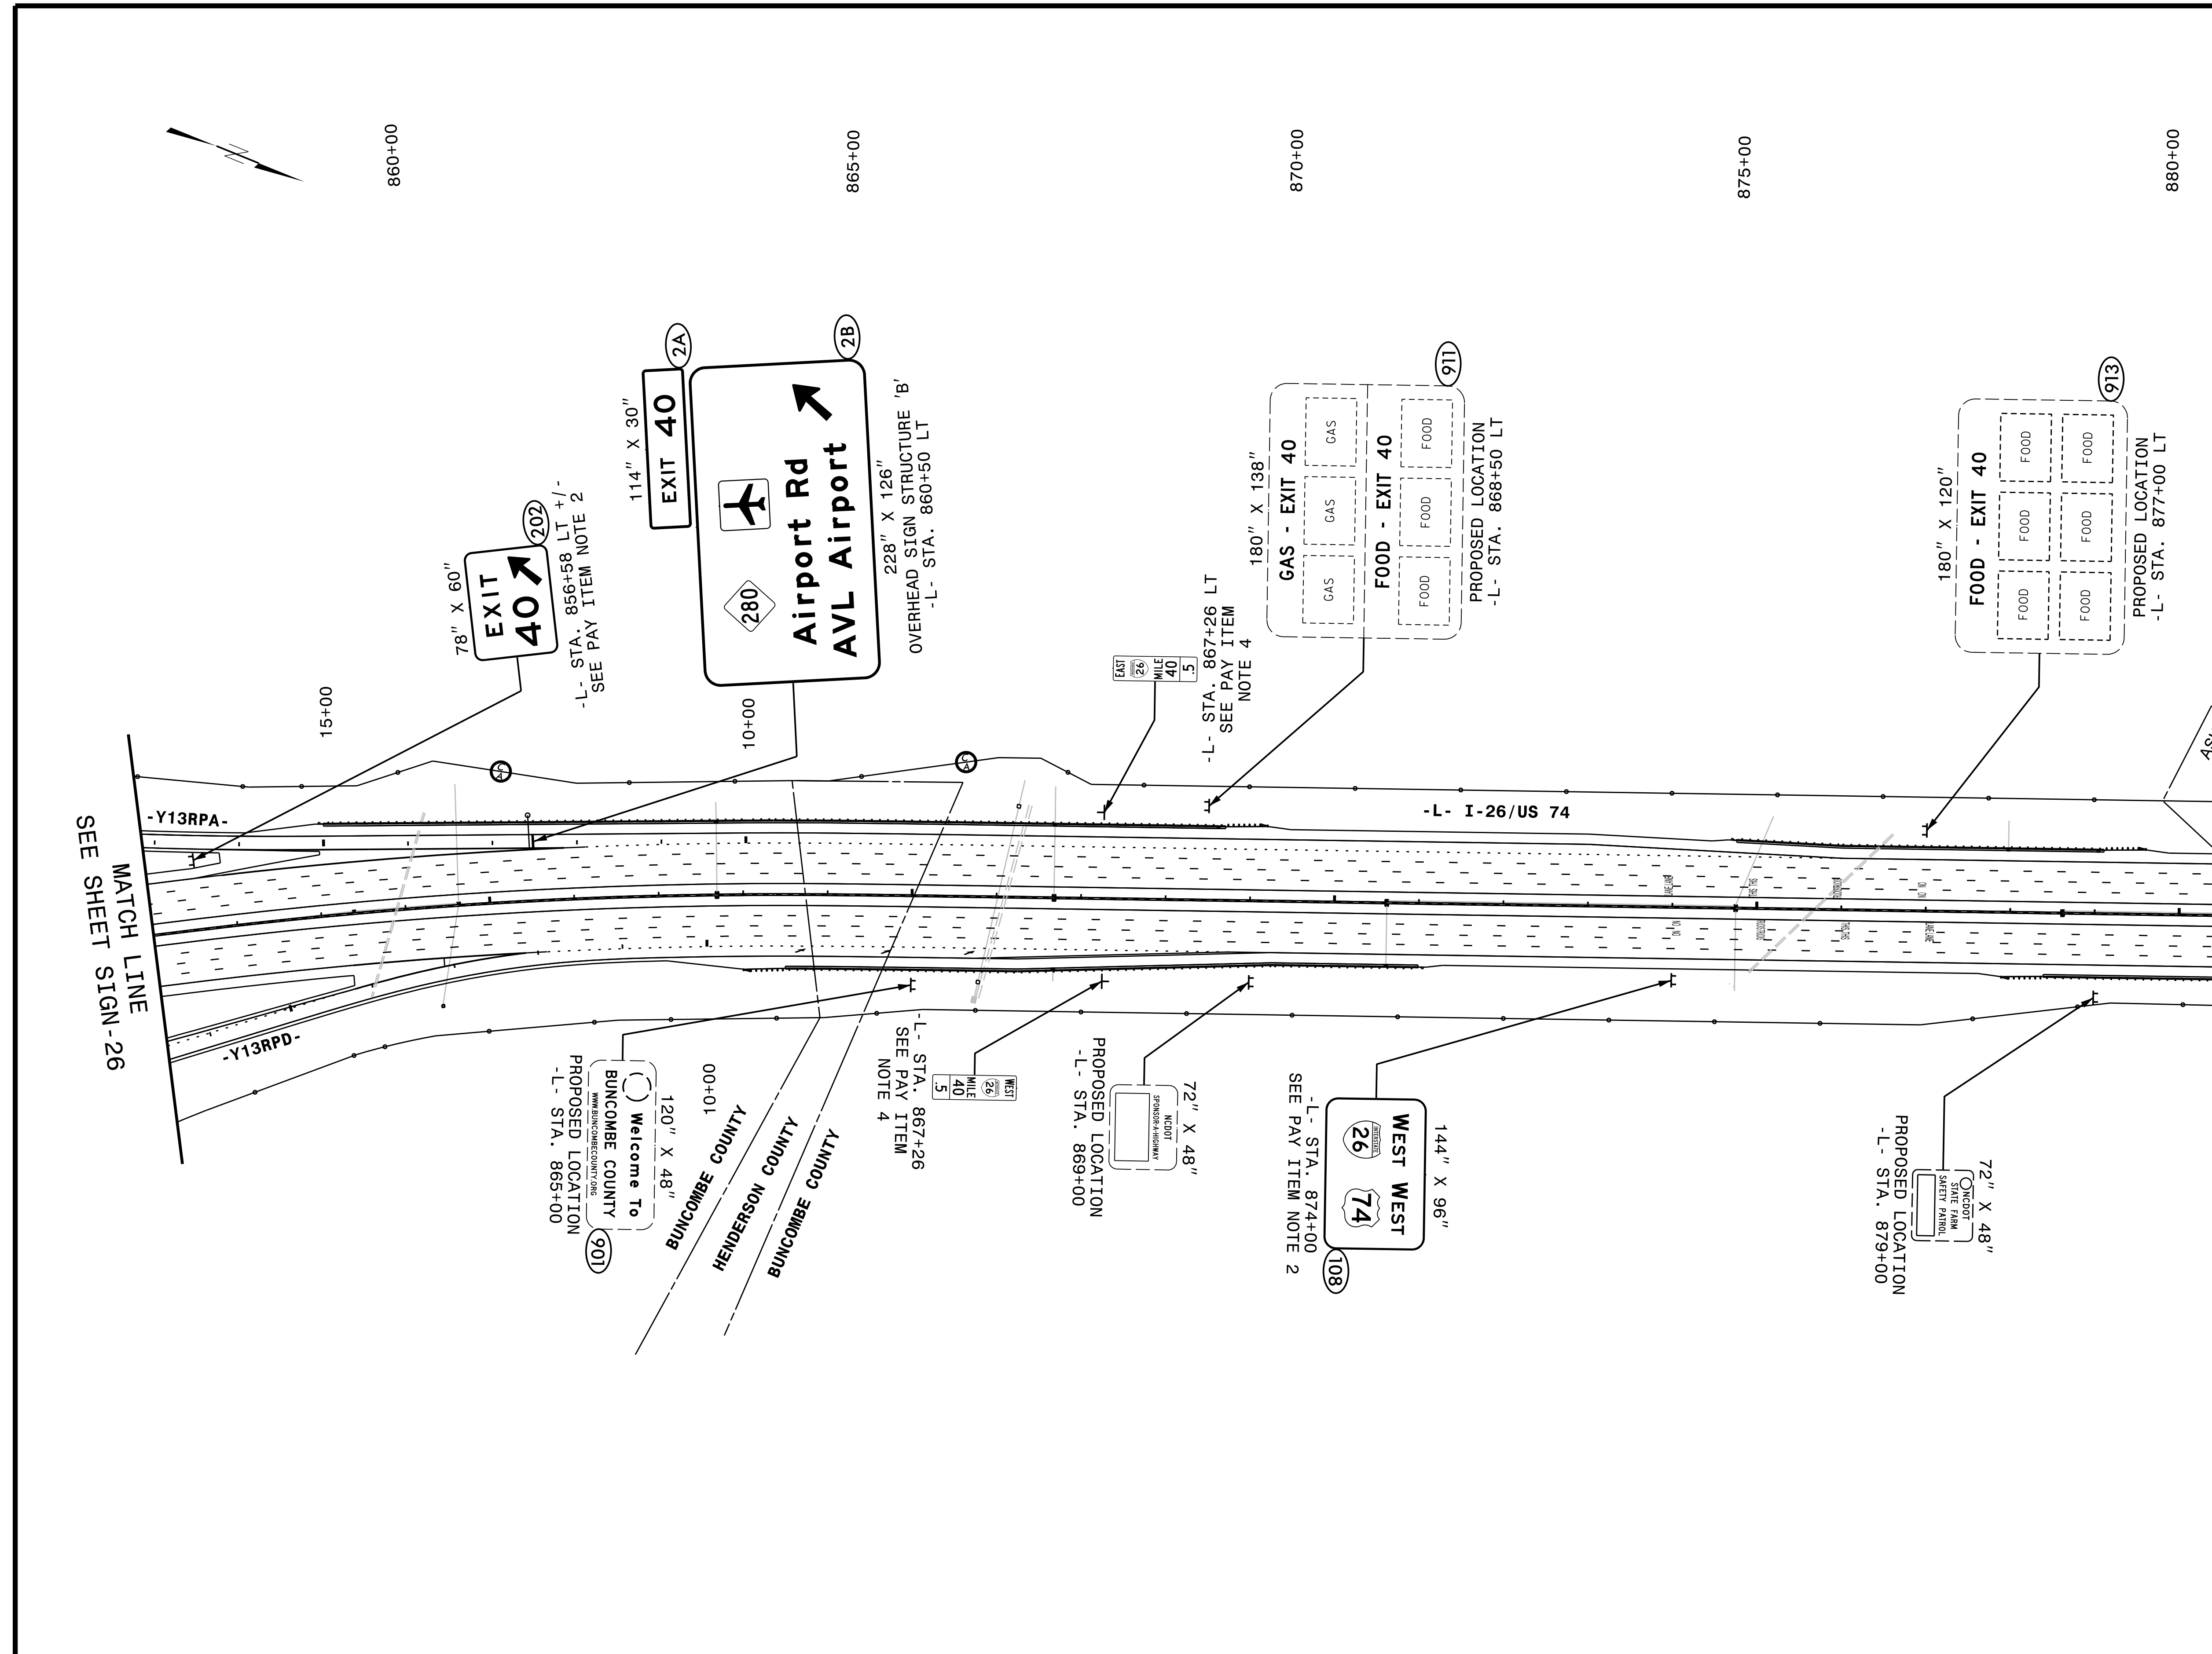 860+00
865+00
870+00
875+00
880+00
78" X 60"
EXIT
40
202
-L- STA. 856+58 LT +/-
SEE PAY ITEM NOTE 2
114" X 30"
EXIT 40
2A
2B
280
Airport Rd
AVL Airport
228" X 126"
OVERHEAD SIGN STRUCTURE 'B'
-L- STA. 860+50 LT
EAST
INTERSTATE
26
MILE
40
.5
-L- STA. 867+26 LT
SEE PAY ITEM
NOTE 4
180" X 138"
GAS - EXIT 40
GAS
GAS
GAS
FOOD - EXIT 40
FOOD
FOOD
FOOD
911
PROPOSED LOCATION
-L- STA. 868+50 LT
180" X 120"
FOOD - EXIT 40
FOOD
FOOD
FOOD
FOOD
FOOD
FOOD
913
PROPOSED LOCATION
-L- STA. 877+00 LT
15+00
10+00
C/A
C/A
-Y13RPA-
-L- I-26/US 74
MATCH LINE
SEE SHEET SIGN-26
-Y13RPD-
10+00
120" X 48"
Welcome To
BUNCOMBE COUNTY
WWW.BUNCOMBECOUNTY.ORG
901
PROPOSED LOCATION
-L- STA. 865+00
BUNCOMBE COUNTY
HENDERSON COUNTY
BUNCOMBE COUNTY
-L- STA. 867+26
SEE PAY ITEM
NOTE 4
WEST
INTERSTATE
26
MILE
40
.5
72" X 48"
NCDOT
SPONSOR-A-HIGHWAY
PROPOSED LOCATION
-L- STA. 869+00
144" X 96"
WEST WEST
INTERSTATE
26
74
108
-L- STA. 874+00
SEE PAY ITEM NOTE 2
72" X 48"
NCDOT
STATE FARM
SAFETY PATROL
PROPOSED LOCATION
-L- STA. 879+00